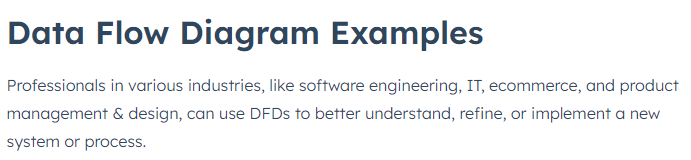 Data Flow Diagram Examples
Professionals in various industries, like software engineering, IT, ecommerce, and product
management & design, can use DFDs to better understand, refine, or implement a new
system or process.